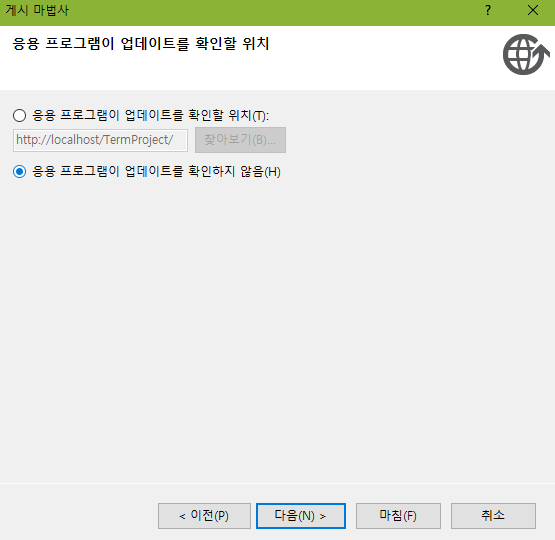 게시 마법사 ?
응용 프로그램이 업데이트를 확인할 위치
응용 프로그램이 업데이트를 확인할 위치(T):
http://localhost/TermProject/ 찾아보기(B)...
응용 프로그램이 업데이트를 확인하지 않음(H)
< 이전(P) 다음(N) > 마침(F) 취소